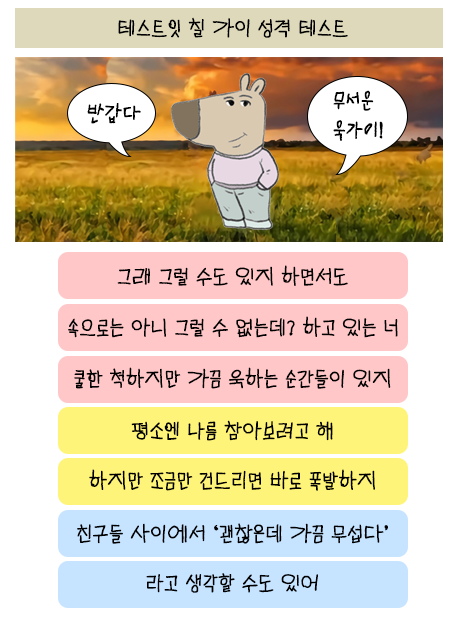 테스트잇 칠 가이 성격 테스트
반갑다
무서운
욱가이!
그래 그럴 수도 있지 하면서도
속으로는 아니 그럴 수 없는데? 하고 있는 너
쿨한 척하지만 가끔 욱하는 순간들이 있지
평소엔 나름 참아보려고 해
하지만 조금만 건드리면 바로 폭발하지
친구들 사이에서 ‘괜찮은데 가끔 무섭다’
라고 생각할 수도 있어